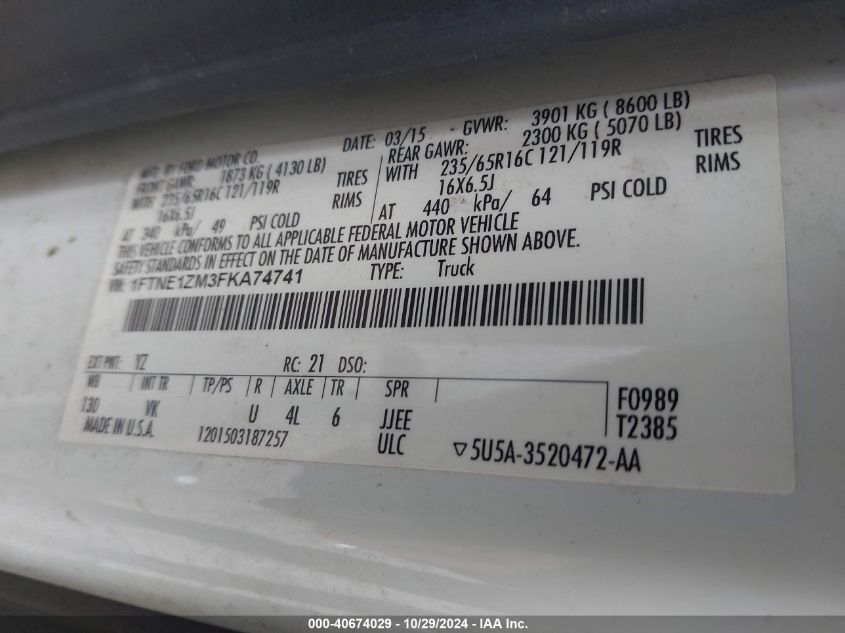 MFD. BY FORD MOTOR CO.
DATE: 03/15 GVWR: 3901 KG ( 8600 LB)
FRONT GAWR: 1873 KG ( 4130 LB)
REAR GAWR: 2300 KG ( 5070 LB)
WITH 235/65R16C 121/119R TIRES
WITH 235/65R16C 121/119R TIRES
16X6.5J RIMS
16X6.5J RIMS
AT 340 kPa/ 49 PSI COLD
AT 440 kPa/ 64 PSI COLD
THIS VEHICLE CONFORMS TO ALL APPLICABLE FEDERAL MOTOR VEHICLE
SAFETY STANDARDS IN EFFECT ON THE DATE OF MANUFACTURE SHOWN ABOVE.
VIN: 1FTNE1ZM3FKA74741 TYPE: Truck
EXT PNT: YZ RC: 21 DSO:
WB INT TR TP/PS R AXLE TR SPR
130 VK U 4L 6 JJEE
F0989
T2385
MADE IN U.S.A. 1201503187257 ULC ▽5U5A-3520472-AA
000-40674029 - 10/29/2024 - IAA Inc.